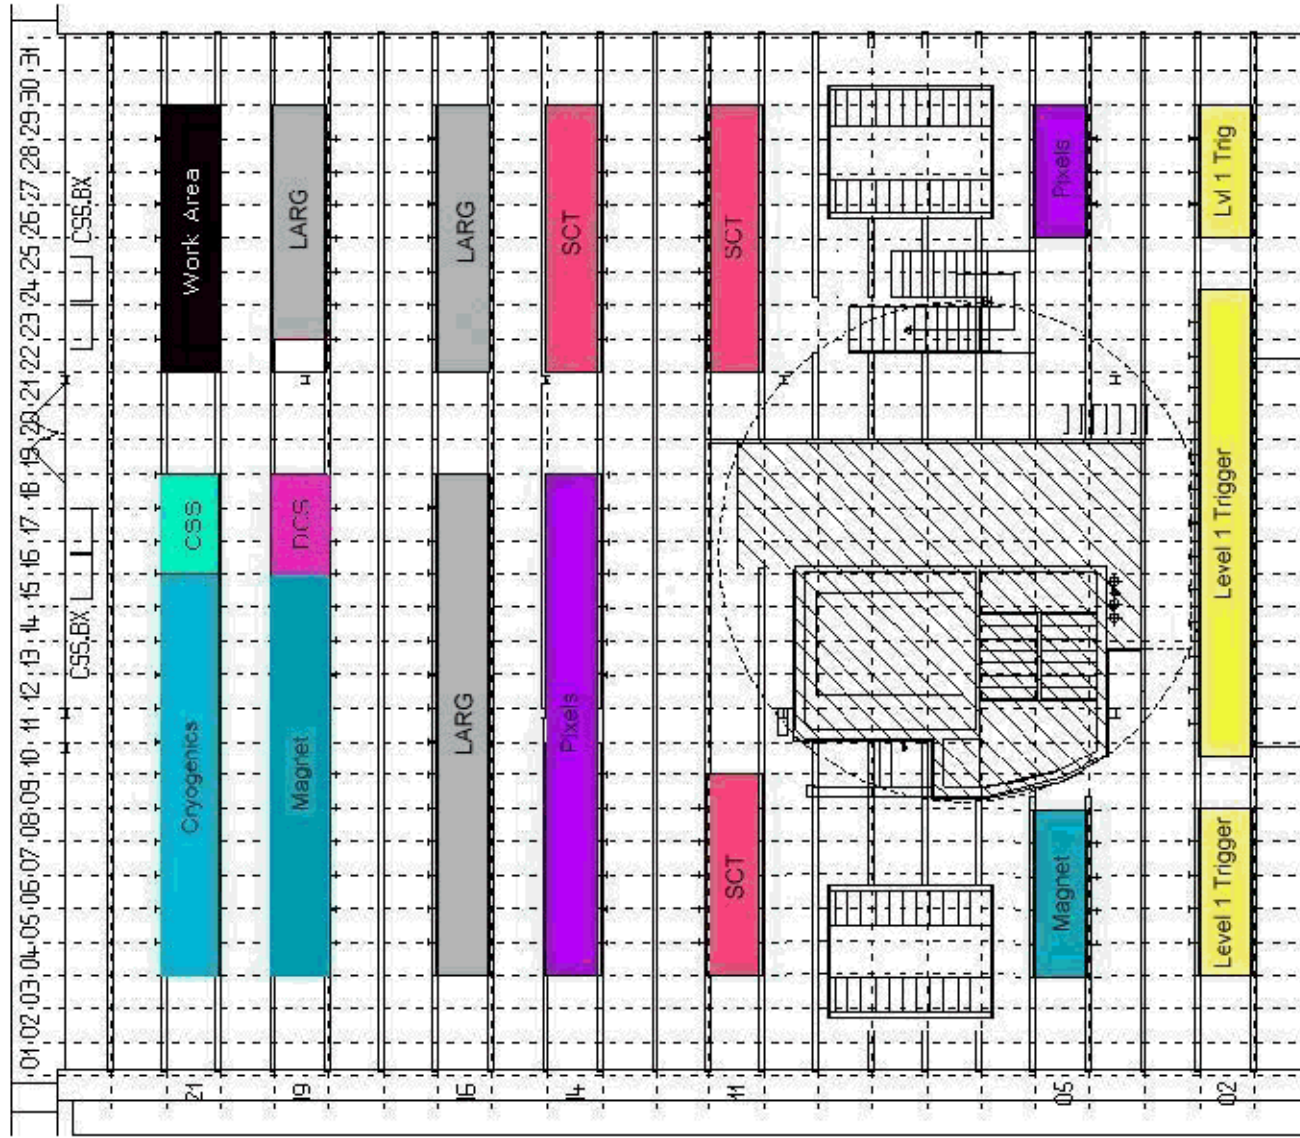 31
30
29
28
27
26
25
24
23
22
21
20
19
18
17
16
15
14
13
12
11
10
09
08
07
06
05
04
03
02
01
CSS.BX
CSS.BX
Work Area
CSS
Cryogenics
LARG
DCS
Magnet
LARG
LARG
SCT
Pixels
SCT
SCT
Pixels
Magnet
Lvl 1 Trig
Level 1 Trigger
Level 1 Trigger
21
19
16
14
11
05
02